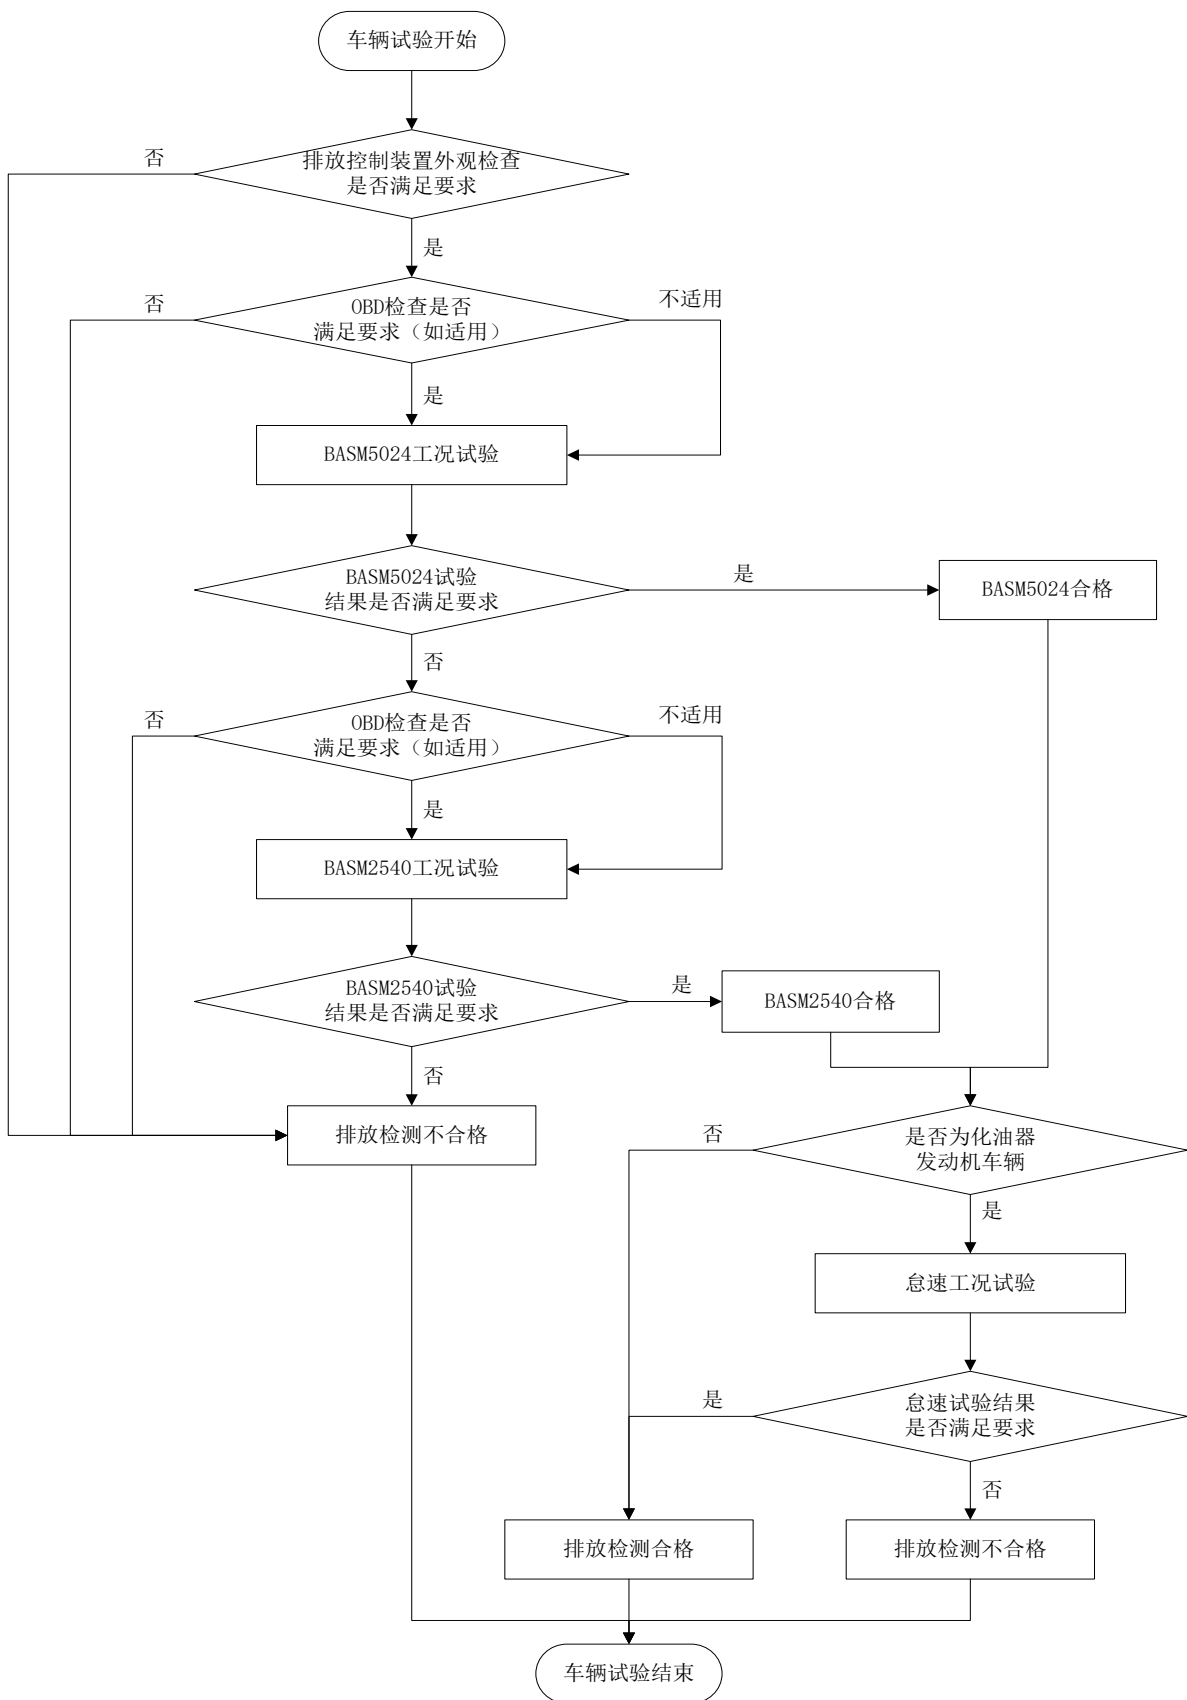 车辆试验开始
否
排放控制装置外观检查
是否满足要求
是
否
OBD检查是否
满足要求（如适用）
不适用
是
BASM5024工况试验
BASM5024试验
结果是否满足要求
是
BASM5024合格
否
否
OBD检查是否
满足要求（如适用）
不适用
是
BASM2540工况试验
BASM2540试验
结果是否满足要求
是
BASM2540合格
否
排放检测不合格
否
是否为化油器
发动机车辆
是
怠速工况试验
是
怠速试验结果
是否满足要求
否
排放检测合格
排放检测不合格
车辆试验结束